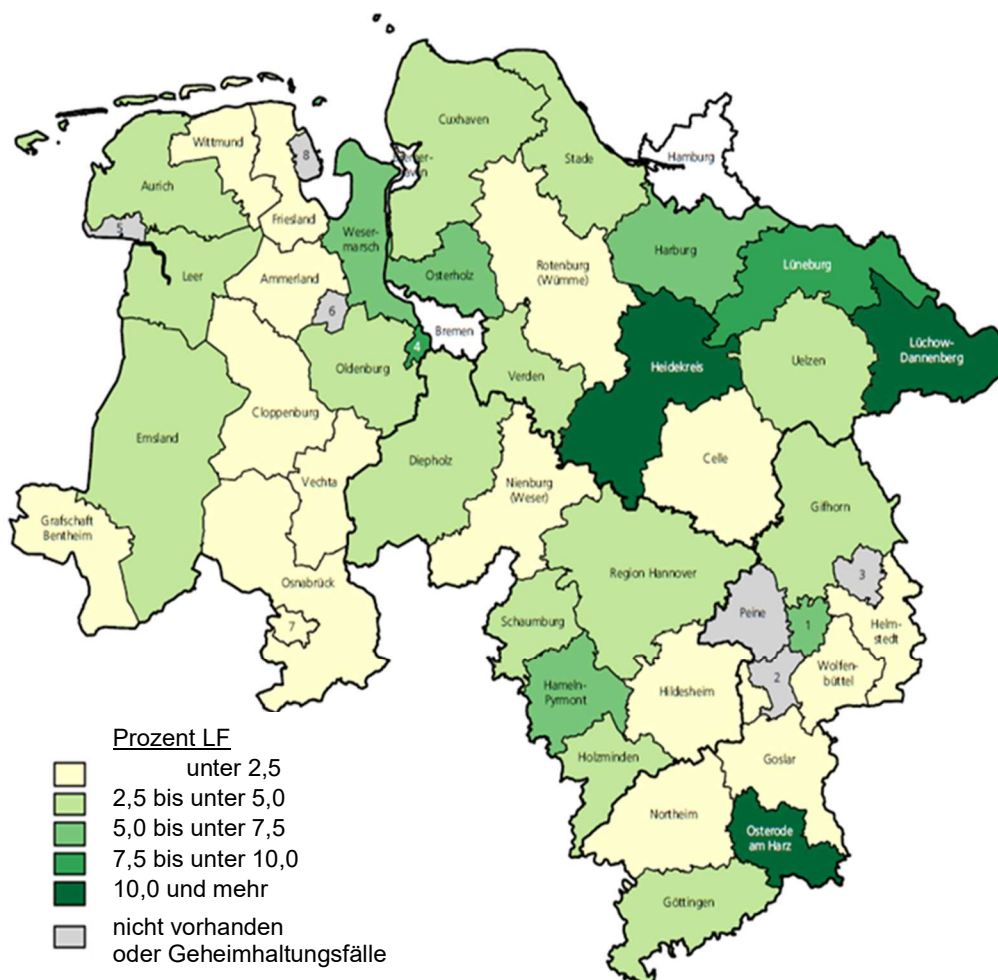 Cuxhaven
Wittmund
8
Stade
Hamburg
Aurich
5
Friesland
Weser-
marsch
Leer
Ammerland
Osterholz
Rotenburg
(Wümme)
Harburg
Lüneburg
6
Bremen
4
Oldenburg
Verden
Heidekreis
Uelzen
Lüchow-
Dannenberg
Cloppenburg
Emsland
Diepholz
Celle
Vechta
Nienburg
(Weser)
Gifhorn
Grafschaft
Bentheim
Osnabrück
7
Region Hannover
3
Peine
1
Schaumburg
Helm-
stedt
2
Wolfen-
büttel
Hameln-
Pyrmont
Hildesheim
Holzminden
Goslar
Northeim
Osterode
am Harz
Göttingen
Prozent LF
unter 2,5
2,5 bis unter 5,0
5,0 bis unter 7,5
7,5 bis unter 10,0
10,0 und mehr
nicht vorhanden
oder Geheimhaltungsfälle